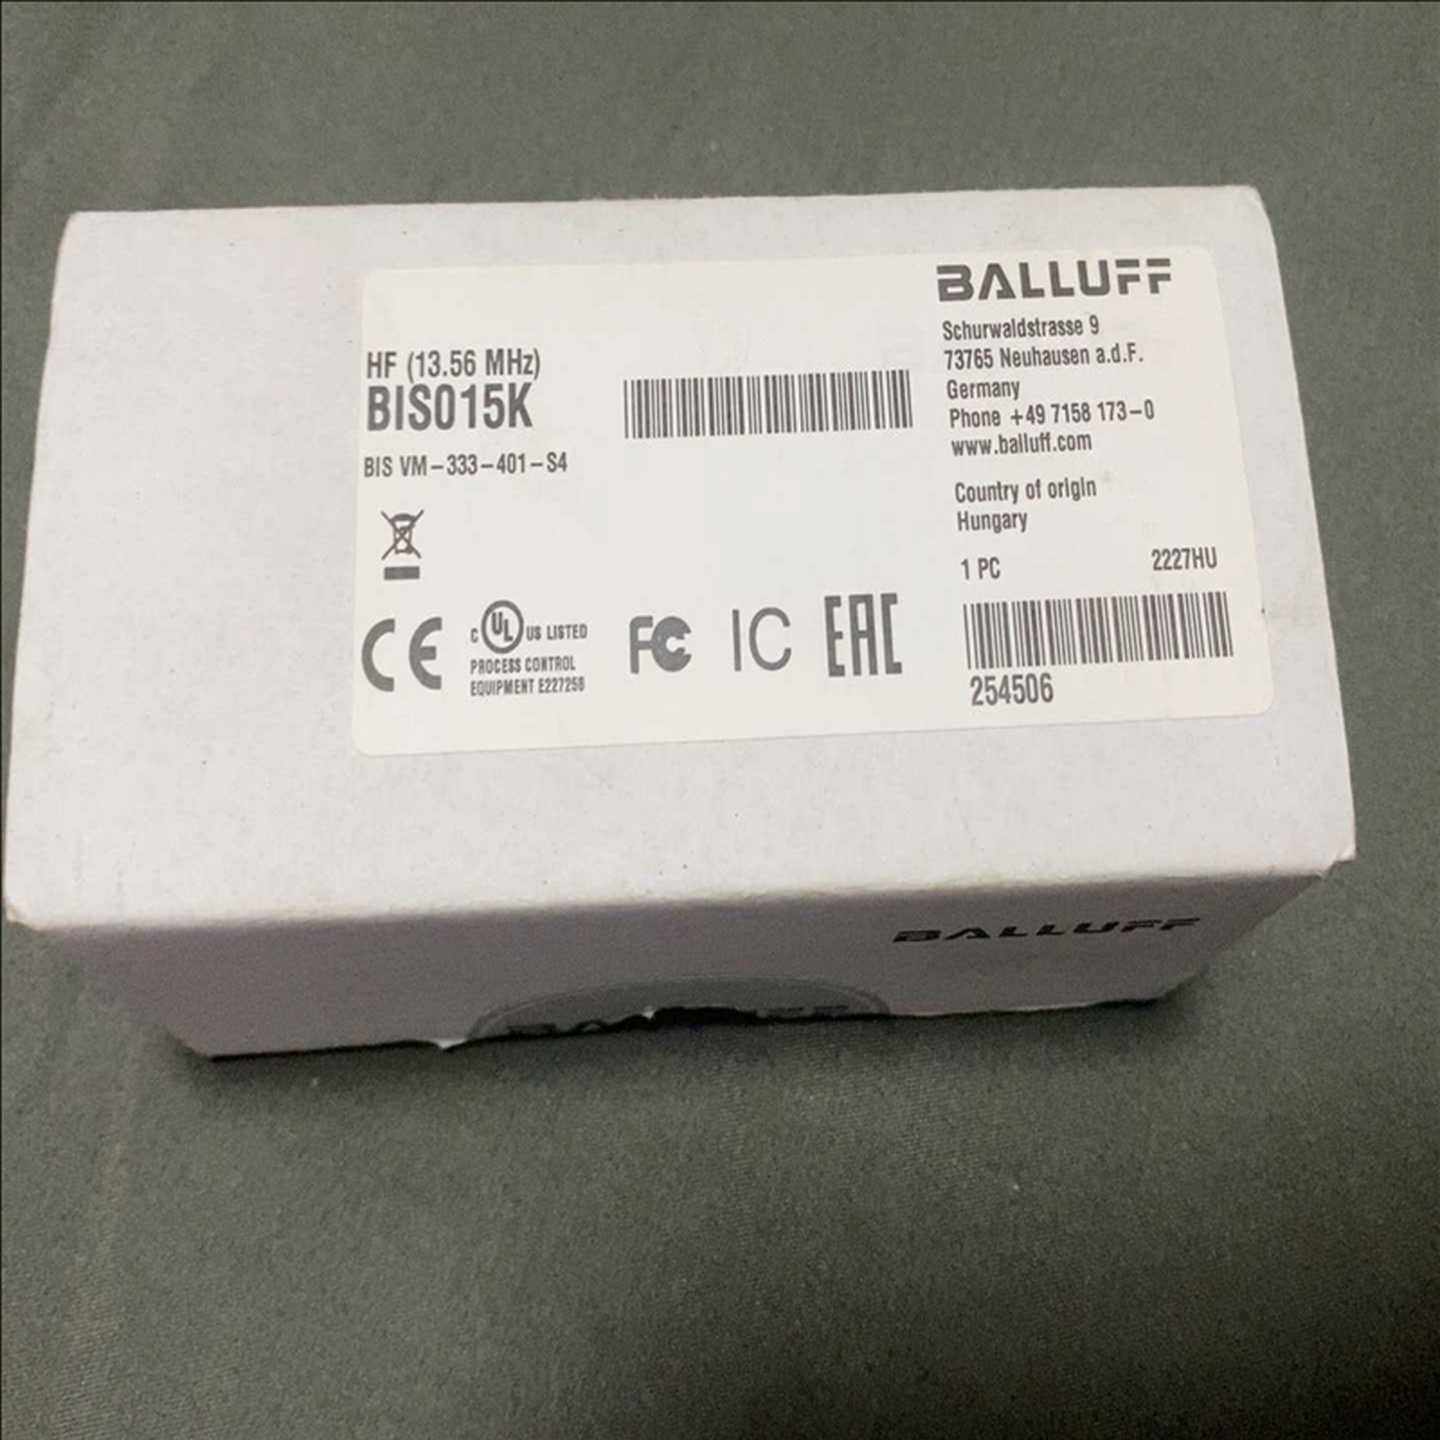 BALLUFF
HF (13.56 MHz)
BIS015K
BIS VM-333-401-S4
Schurwaldstrasse 9
73765 Neuhausen a.d.F.
Germany
Phone +49 7158 173-0
www.balluff.com
Country of origin
Hungary
1 PC 2227HU
254506
CE
C UL US LISTED
PROCESS CONTROL
EQUIPMENT E227256
FC
IC
EAC
BALLUFF